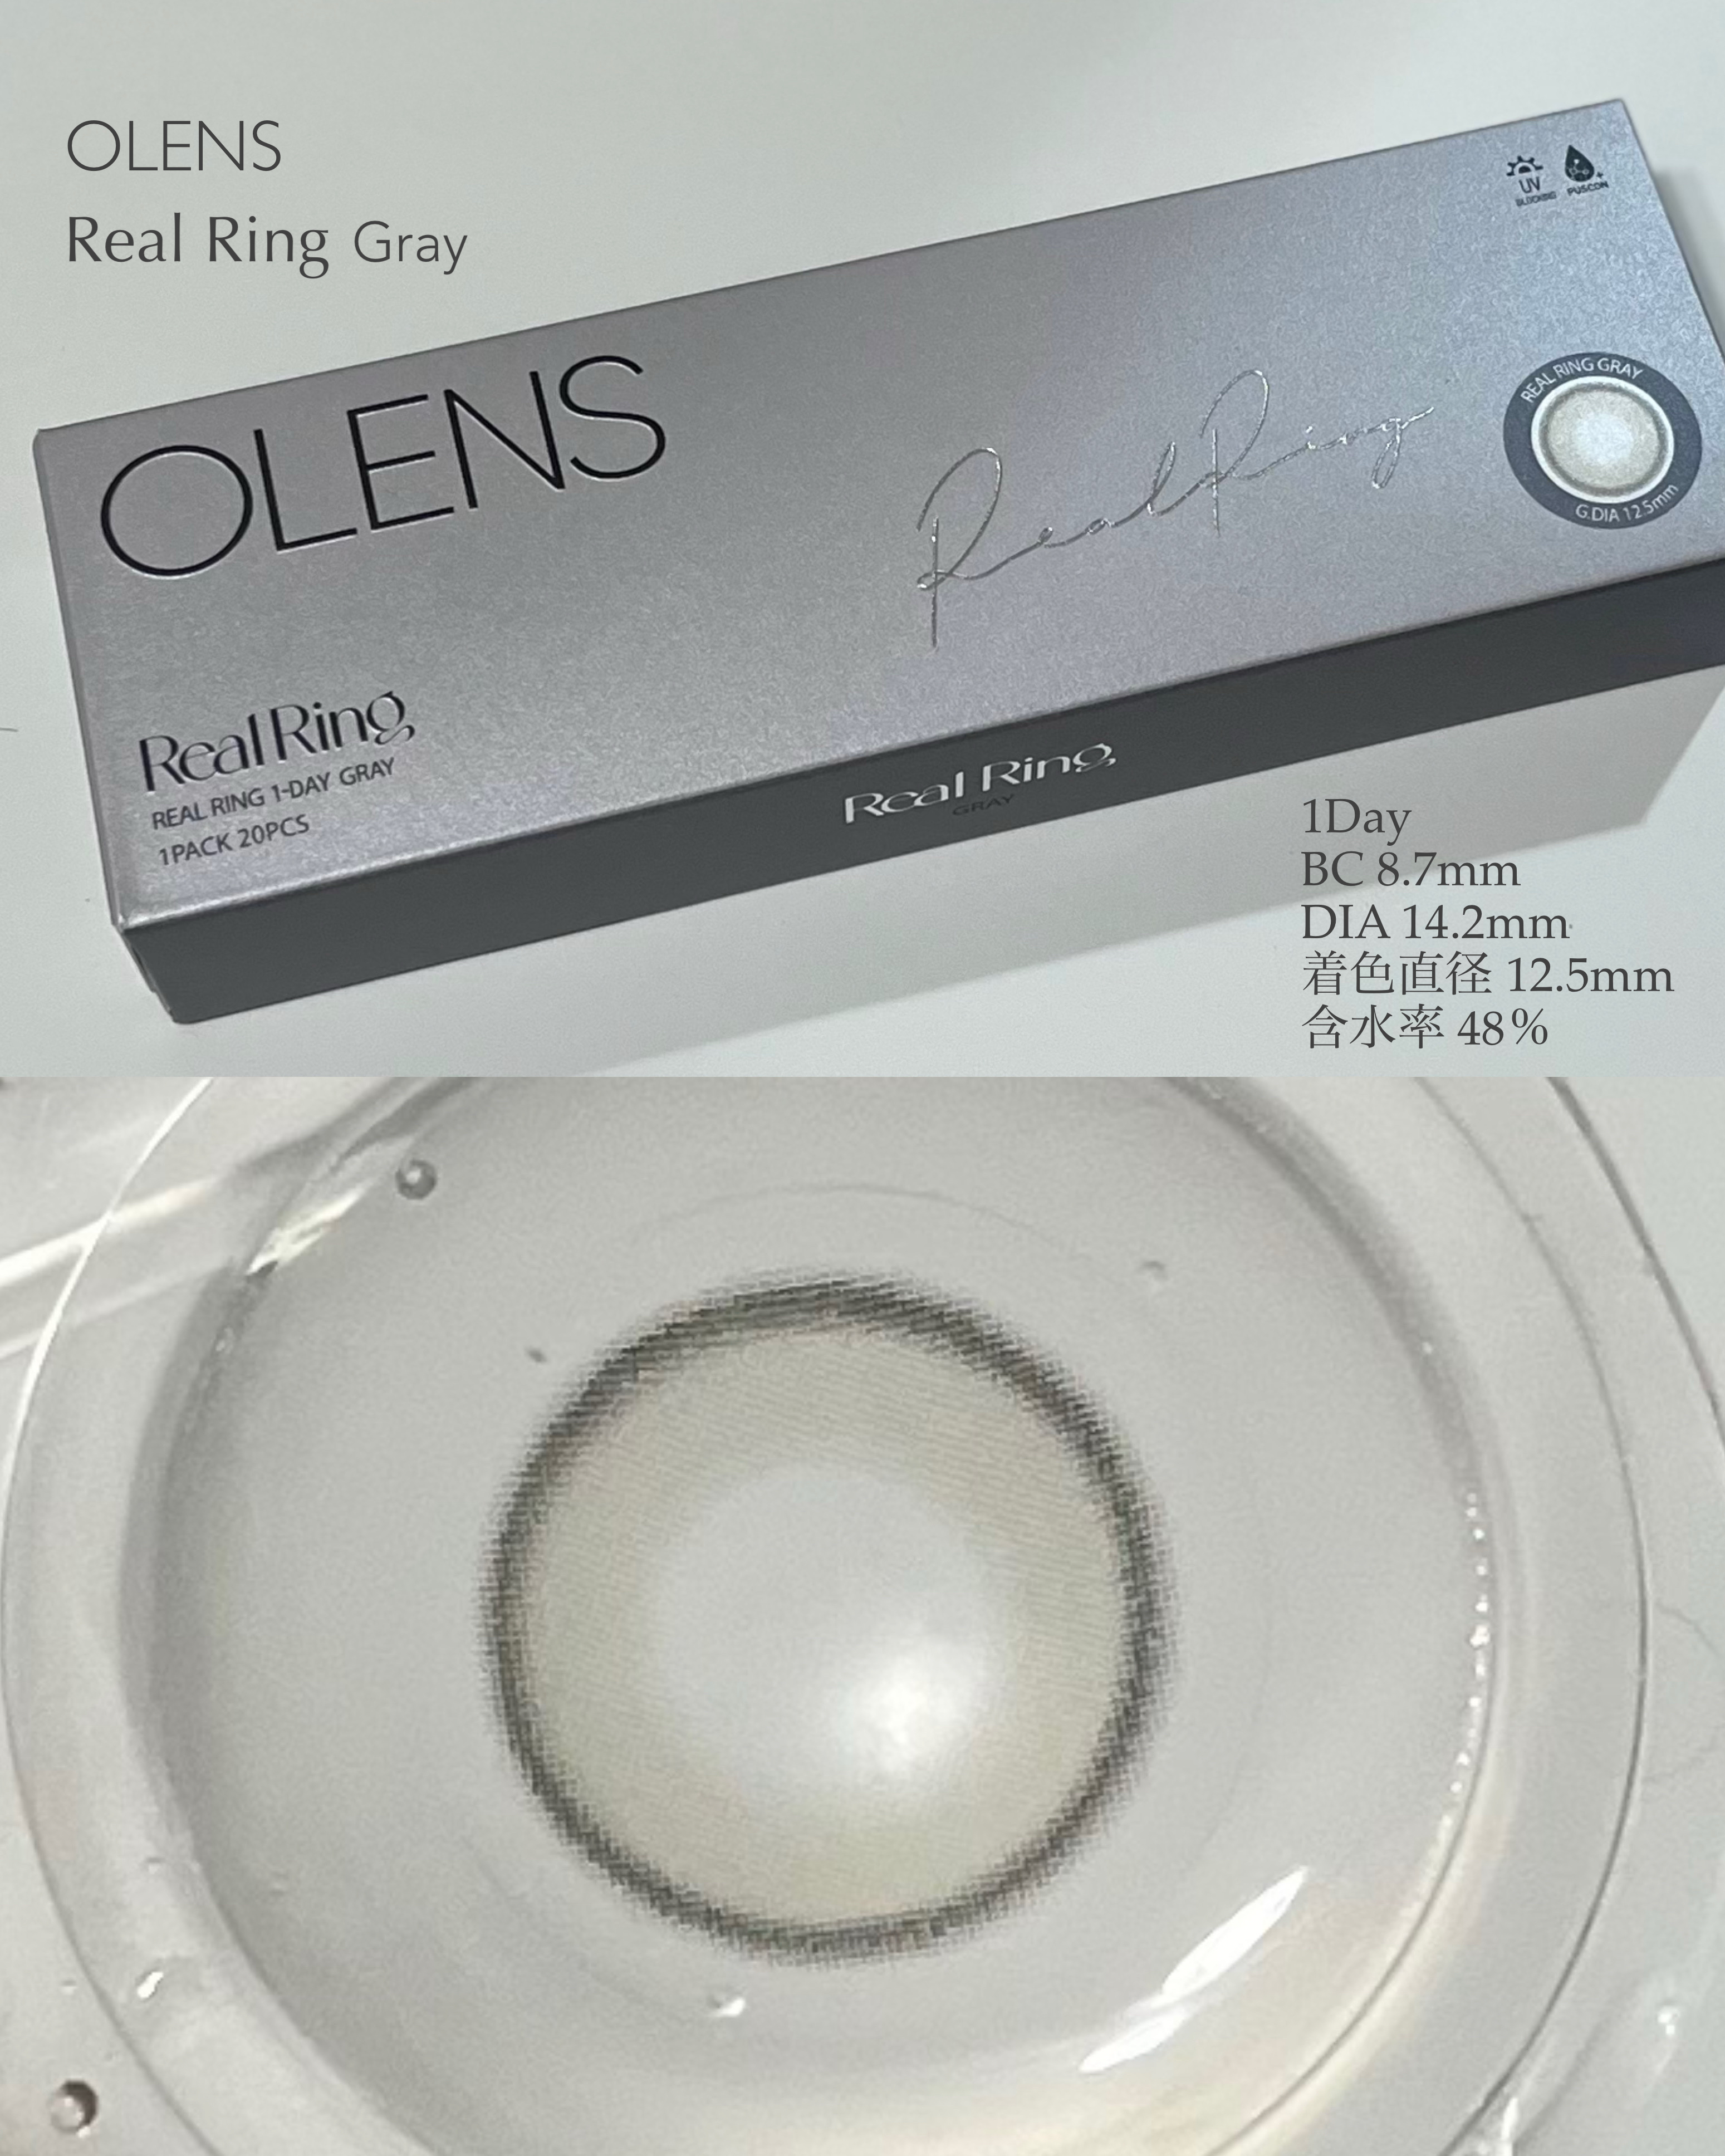 OLENS
Real Ring Gray
UV
BLOCKING
PUSCON
OLENS
Real Ring
REAL RING GRAY
G.DIA 12.5mm
Real Ring
REAL RING 1-DAY GRAY
1PACK 20PCS
Real Ring
GRAY
1Day
BC 8.7mm
DIA 14.2mm
着色直径 12.5mm
含水率 48%